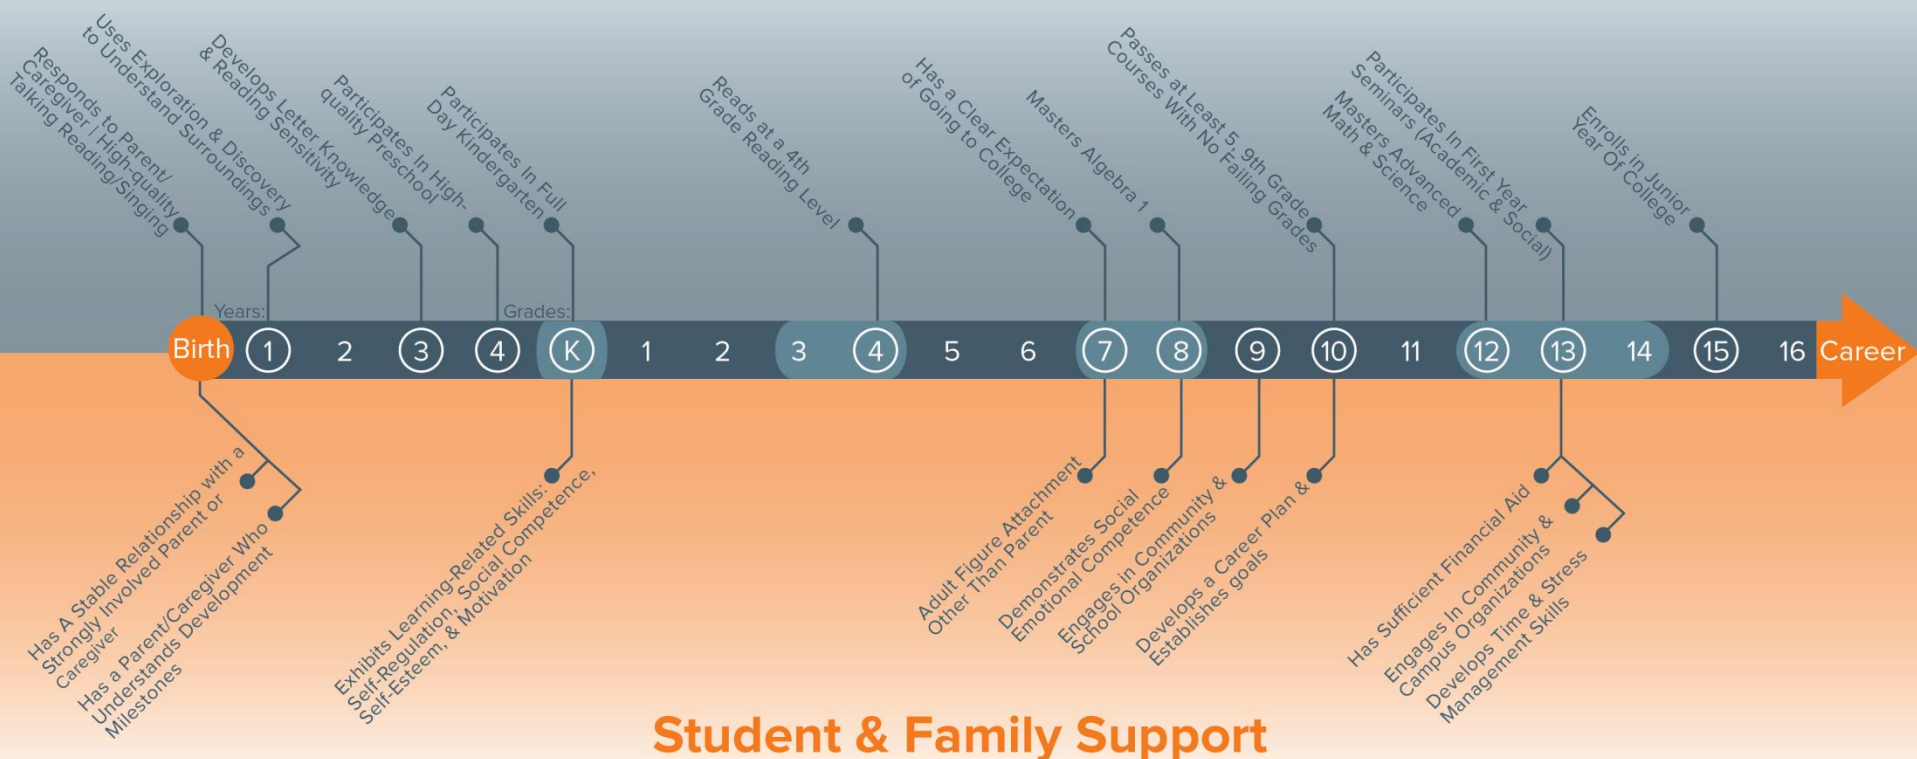 Responds to Parent/
Caregiver | High-quality
Talking Reading/Singing
Uses Exploration & Discovery
to Understand Surroundings
Develops Letter Knowledge
& Reading Sensitivity
Participates In High-
quality Preschool
Participates In Full
Day Kindergarten
Reads at a 4th
Grade Reading Level
Has a Clear Expectation
of Going to College
Masters Algebra 1
Passes at Least 5, 9th Grade
Courses With No Failing Grades
Masters Advanced
Math & Science
Participates In First Year
Seminars (Academic & Social)
Enrolls in Junior
Year Of College
Years:
Grades:
Birth 1 2 3 4 K 1 2 3 4 5 6 7 8 9 10 11 12 13 14 15 16 Career
Has A Stable Relationship with a
Strongly Involved Parent or
Caregiver
Has a Parent/Caregiver Who
Understands Development
Milestones
Exhibits Learning-Related Skills:
Self-Regulation, Social Competence,
Self-Esteem, & Motivation
Adult Figure Attachment
Other Than Parent
Demonstrates Social
Emotional Competence
Engages in Community &
School Organizations
Develops a Career Plan &
Establishes goals
Has Sufficient Financial Aid
Engages In Community &
Campus Organizations
Develops Time & Stress
Management Skills
Student & Family Support